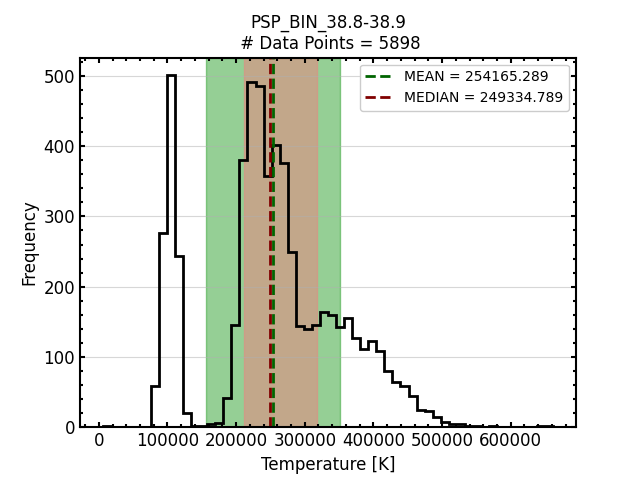 PSP_BIN_38.8-38.9
# Data Points = 5898
MEAN = 254165.289
MEDIAN = 249334.789
500
400
300
200
100
0
Frequency
0 100000 200000 300000 400000 500000 600000
Temperature [K]